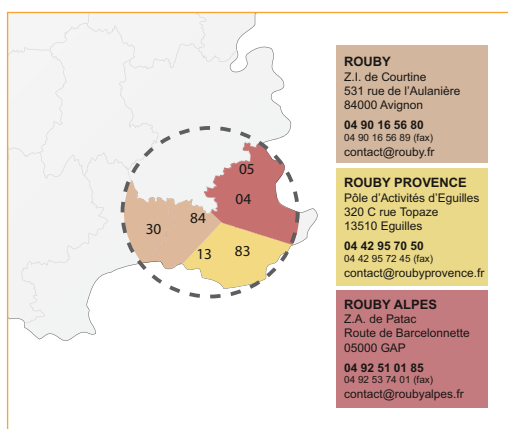 05
04
84
30
83
13
ROUBY
Z.I. de Courtine
531 rue de l'Aulanière
84000 Avignon
04 90 16 56 80
04 90 16 56 89 (fax)
contact@rouby.fr
ROUBY PROVENCE
Pôle d'Activités d'Eguilles
320 C rue Topaze
13510 Eguilles
04 42 95 70 50
04 42 95 72 45 (fax)
contact@roubyprovence.fr
ROUBY ALPES
Z.A. de Patac
Route de Barcelonnette
05000 GAP
04 92 51 01 85
04 92 53 74 01 (fax)
contact@roubyalpes.fr